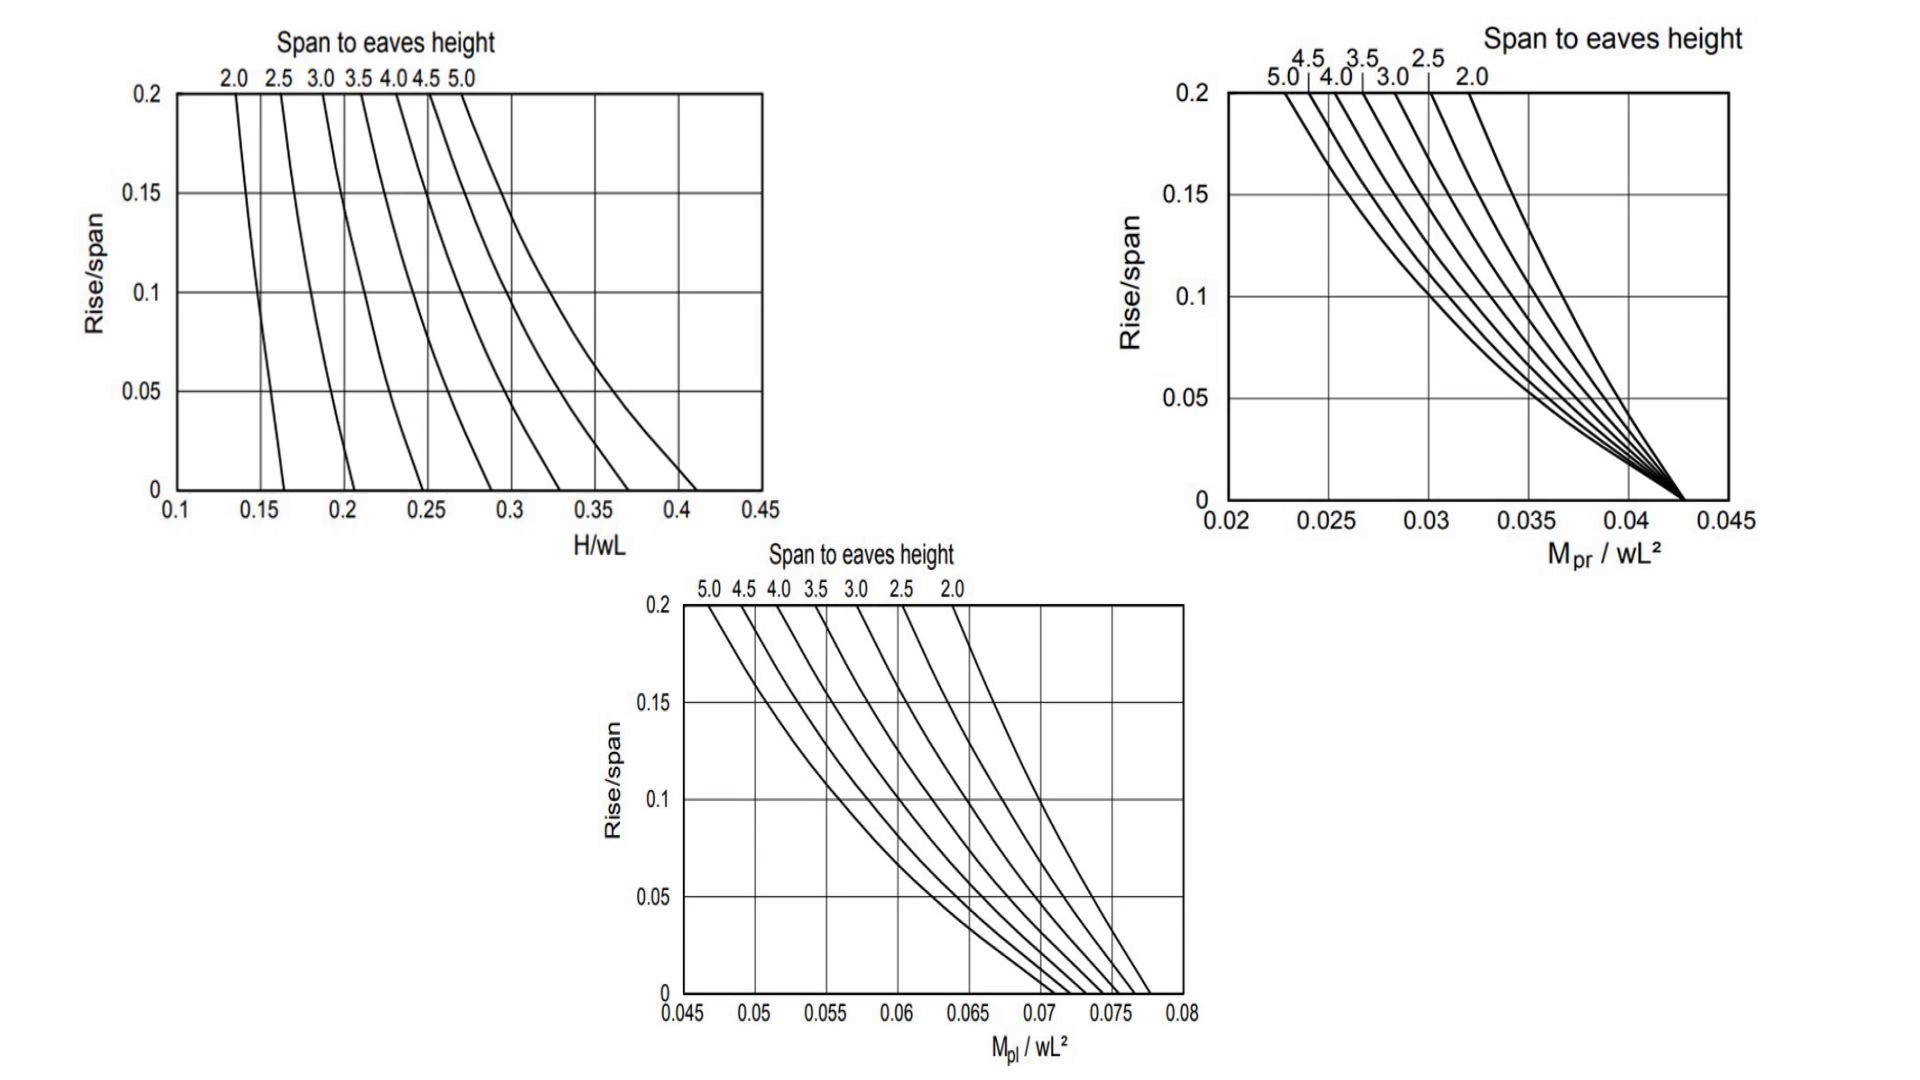 Span to eaves height
2.0 2.5 3.0 3.5 4.0 4.5 5.0
0.2
0.15
0.1
0.05
0
Rise/span
0.1 0.15 0.2 0.25 0.3 0.35 0.4 0.45
H/wL
Span to eaves height
4.5 3.5 2.5
5.0 4.0 3.0 2.0
0.2
0.15
0.1
0.05
0
Rise/span
0.02 0.025 0.03 0.035 0.04 0.045
Mpr / wL²
Span to eaves height
5.0 4.5 4.0 3.5 3.0 2.5 2.0
0.2
0.15
0.1
0.05
0
Rise/span
0.045 0.05 0.055 0.06 0.065 0.07 0.075 0.08
Mpl / wL²